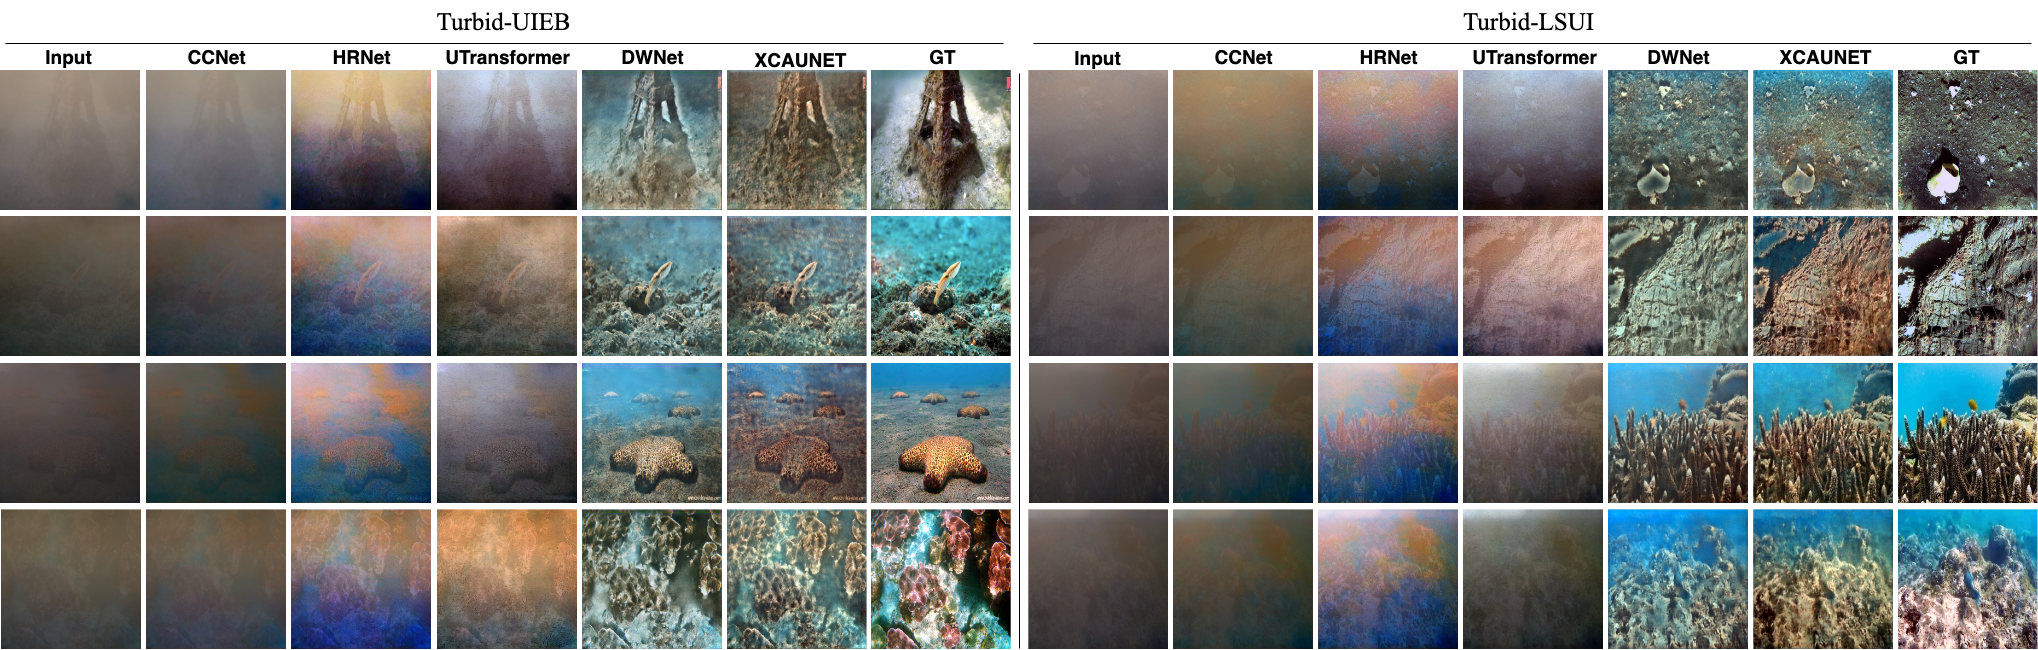 Turbid-UIEB
Input CCNet HRNet UTransformer DWNet XCAUNET GT
Turbid-LSUI
Input CCNet HRNet UTransformer DWNet XCAUNET GT